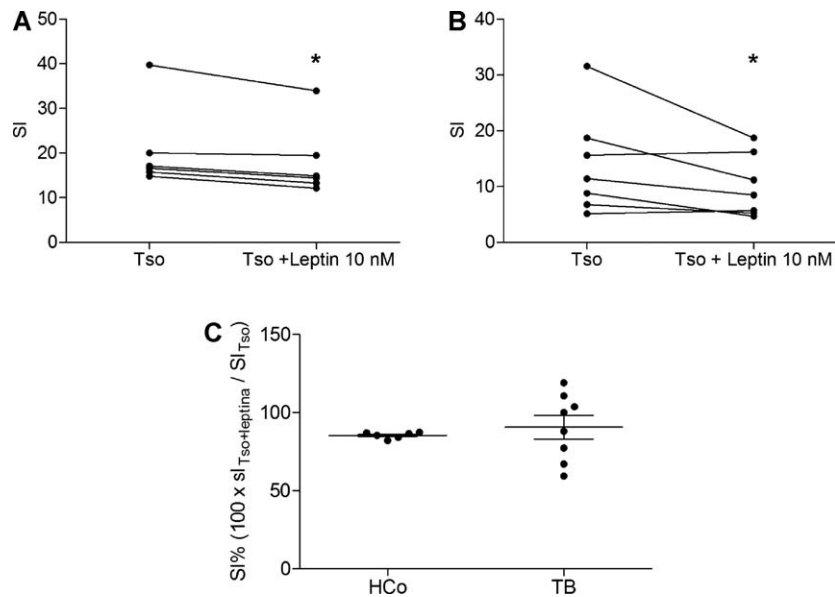 A
50
40
30
20
10
0
SI
*
Tso
Tso +Leptin 10 nM
B
40
30
20
10
0
SI
*
Tso
Tso + Leptin 10 nM
C
150
100
50
0
SI% (100 x sI_Tso+leptina / SI_Tso)
HCo
TB